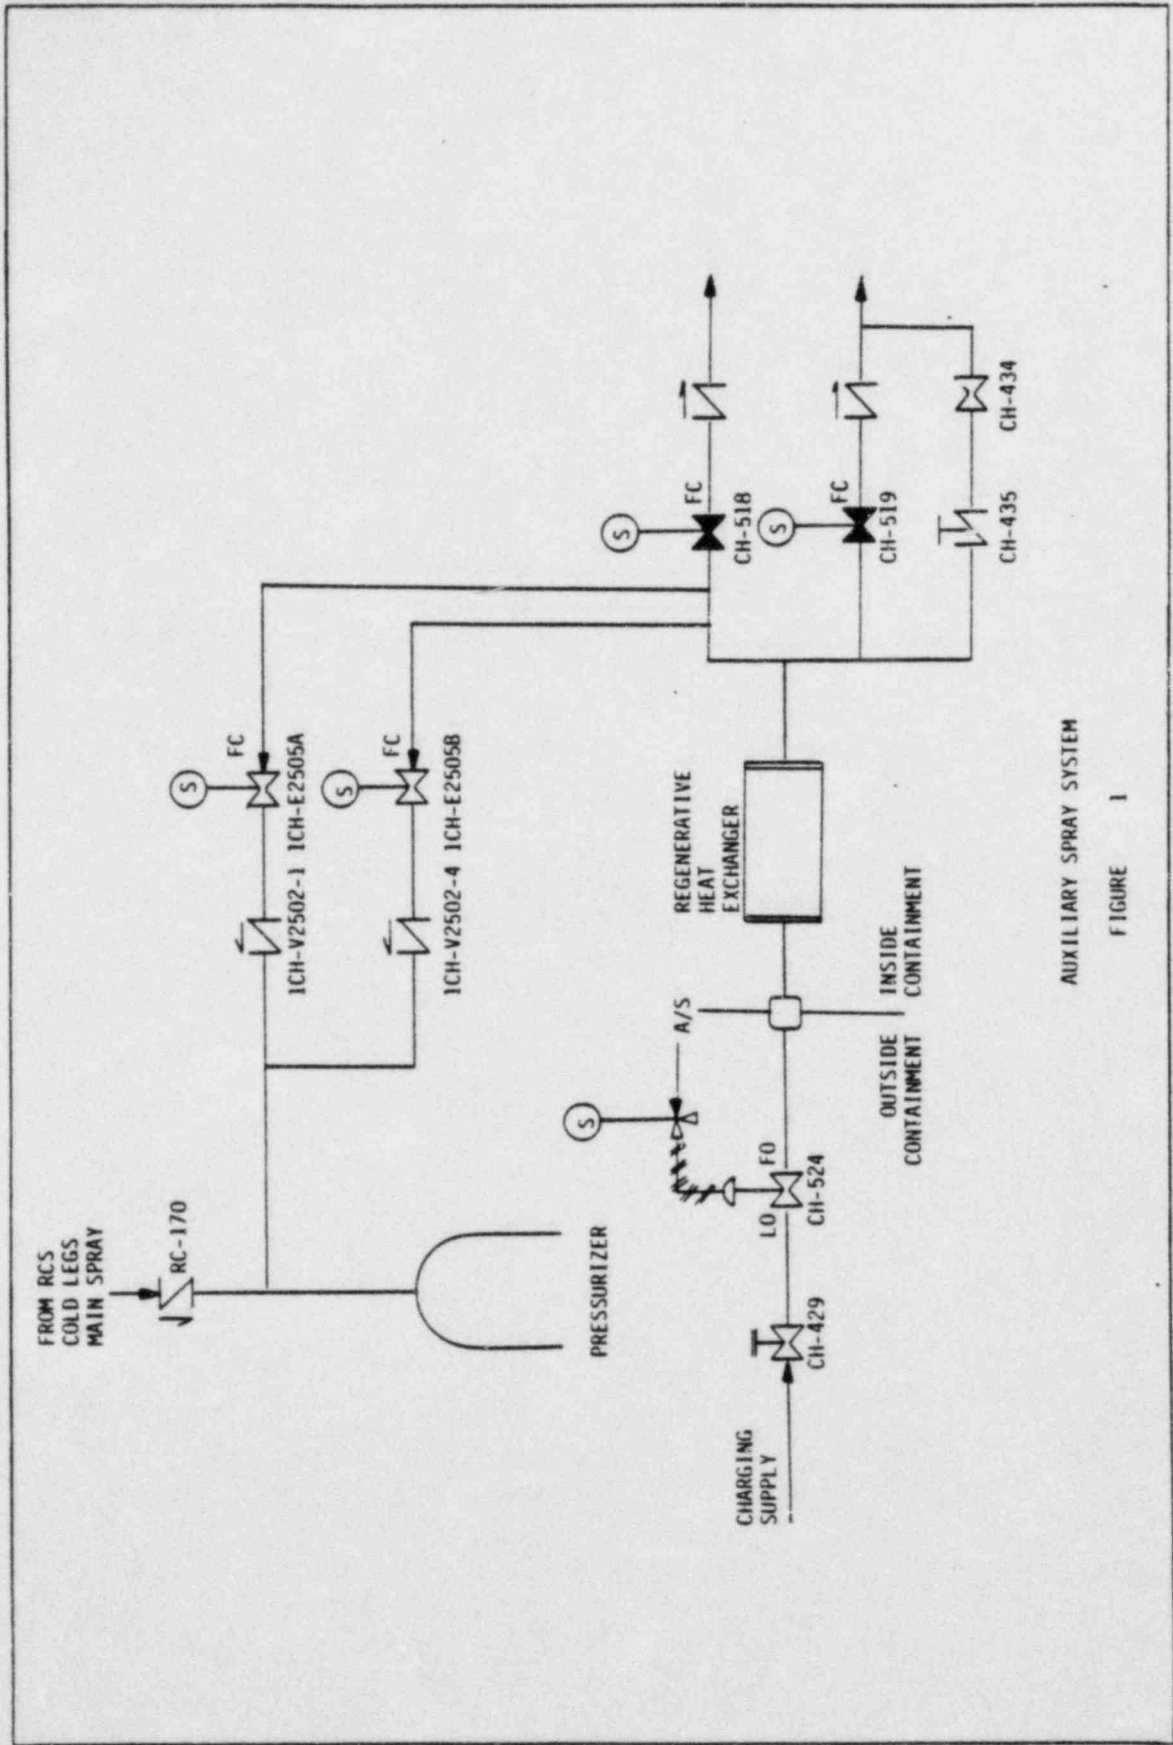 FROM RCS
COLD LEGS
MAIN SPRAY
RC-170
S
FC
1CH-V2502-1 1CH-E2505A
S
FC
1CH-V2502-4 1CH-E2505B
PRESSURIZER
S
A/S
REGENERATIVE
HEAT
EXCHANGER
S
FC
CH-518
S
FC
CH-519
CH-435
CH-434
CHARGING
SUPPLY
CH-429
LO
FO
CH-524
OUTSIDE
CONTAINMENT
INSIDE
CONTAINMENT
AUXILIARY SPRAY SYSTEM
FIGURE 1